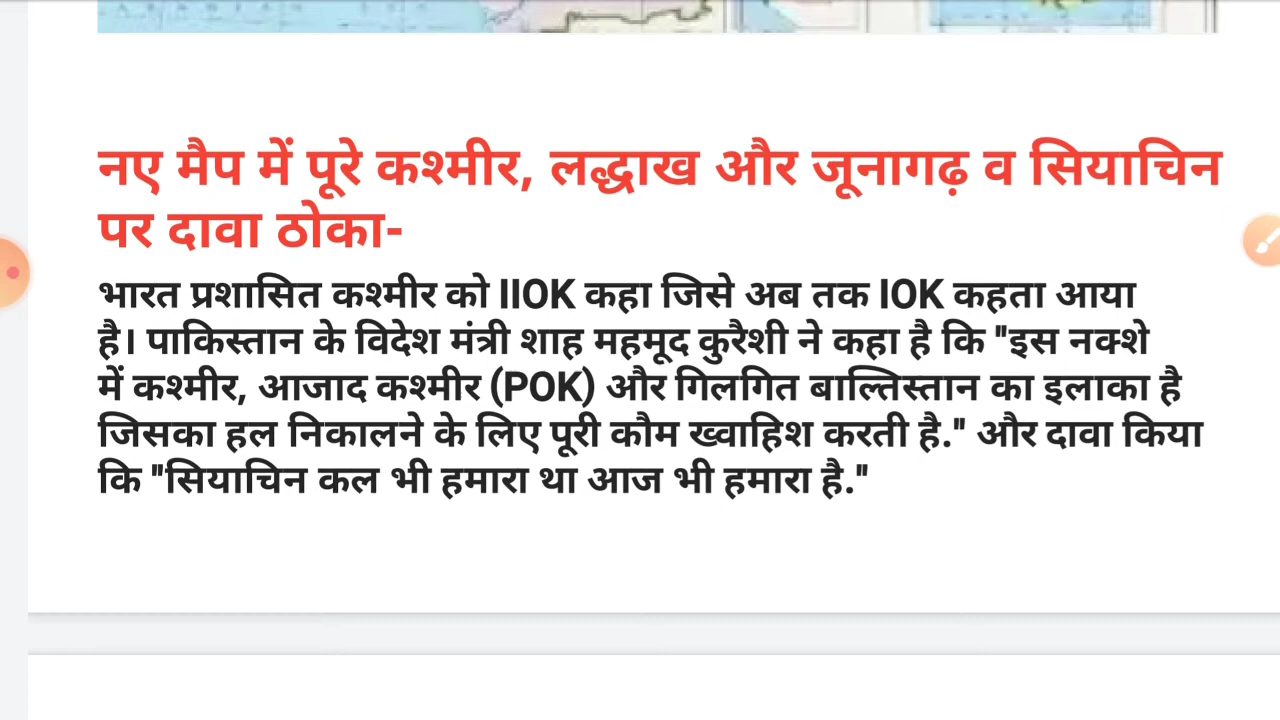 नए मैप में पूरे कश्मीर, लद्धाख और जूनागढ़ व सियाचिन
पर दावा ठोका-
भारत प्रशासित कश्मीर को IIOK कहा जिसे अब तक IOK कहता आया
है। पाकिस्तान के विदेश मंत्री शाह महमूद कुरैशी ने कहा है कि "इस नक्शे
में कश्मीर, आजाद कश्मीर (POK) और गिलगित बाल्तिस्तान का इलाका है
जिसका हल निकालने के लिए पूरी कौम ख्वाहिश करती है." और दावा किया
कि "सियाचिन कल भी हमारा था आज भी हमारा है."